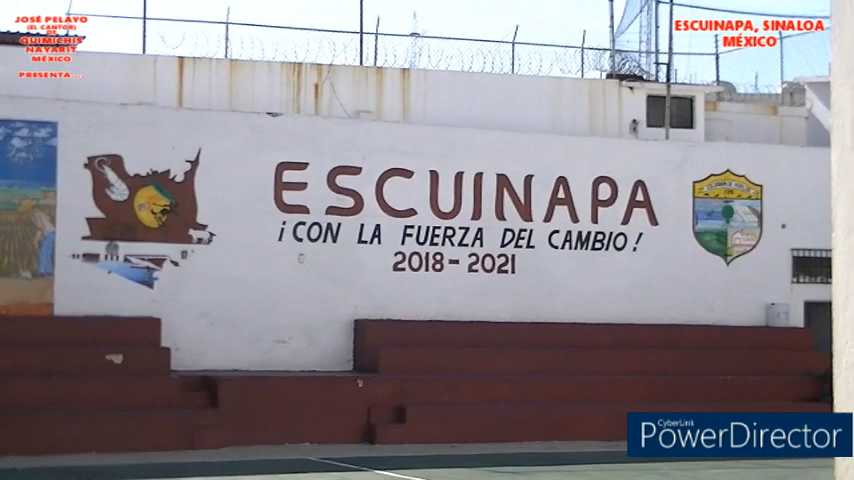 JOSÉ PELAYO
(EL CANTOR)
DE
QUIMICHIS
NAYARIT
MÉXICO
PRESENTA....
ESCUINAPA, SINALOA
MÉXICO
ESCUINAPA
¡CON LA FUERZA DEL CAMBIO!
2018-2021
CyberLink
PowerDirector